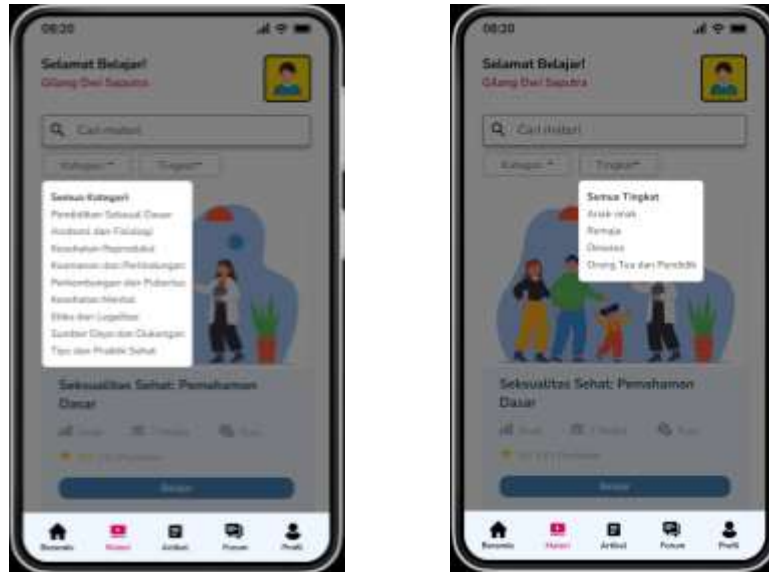 08:20
Selamat Belajar!
Gilang Dwi Saputra
Cari materi
Kategori
Tingkat
Semua Kategori
Pendidikan Seksual Dasar
Anatomi dan Fisiologi
Kesehatan Reproduksi
Keamanan dan Perlindungan
Perkembangan dan Pubertas
Kesehatan Mental
Etika dan Legalitas
Sumber Daya dan Dukungan
Tips dan Praktik Sehat
Seksualitas Sehat: Pemahaman
Dasar
Belajar
Beranda
Materi
Artikel
Forum
Profil
08:20
Selamat Belajar!
Gilang Dwi Saputra
Cari materi
Kategori
Tingkat
Semua Tingkat
Anak-anak
Remaja
Dewasa
Orang Tua dan Pendidik
Seksualitas Sehat: Pemahaman
Dasar
Belajar
Beranda
Materi
Artikel
Forum
Profil